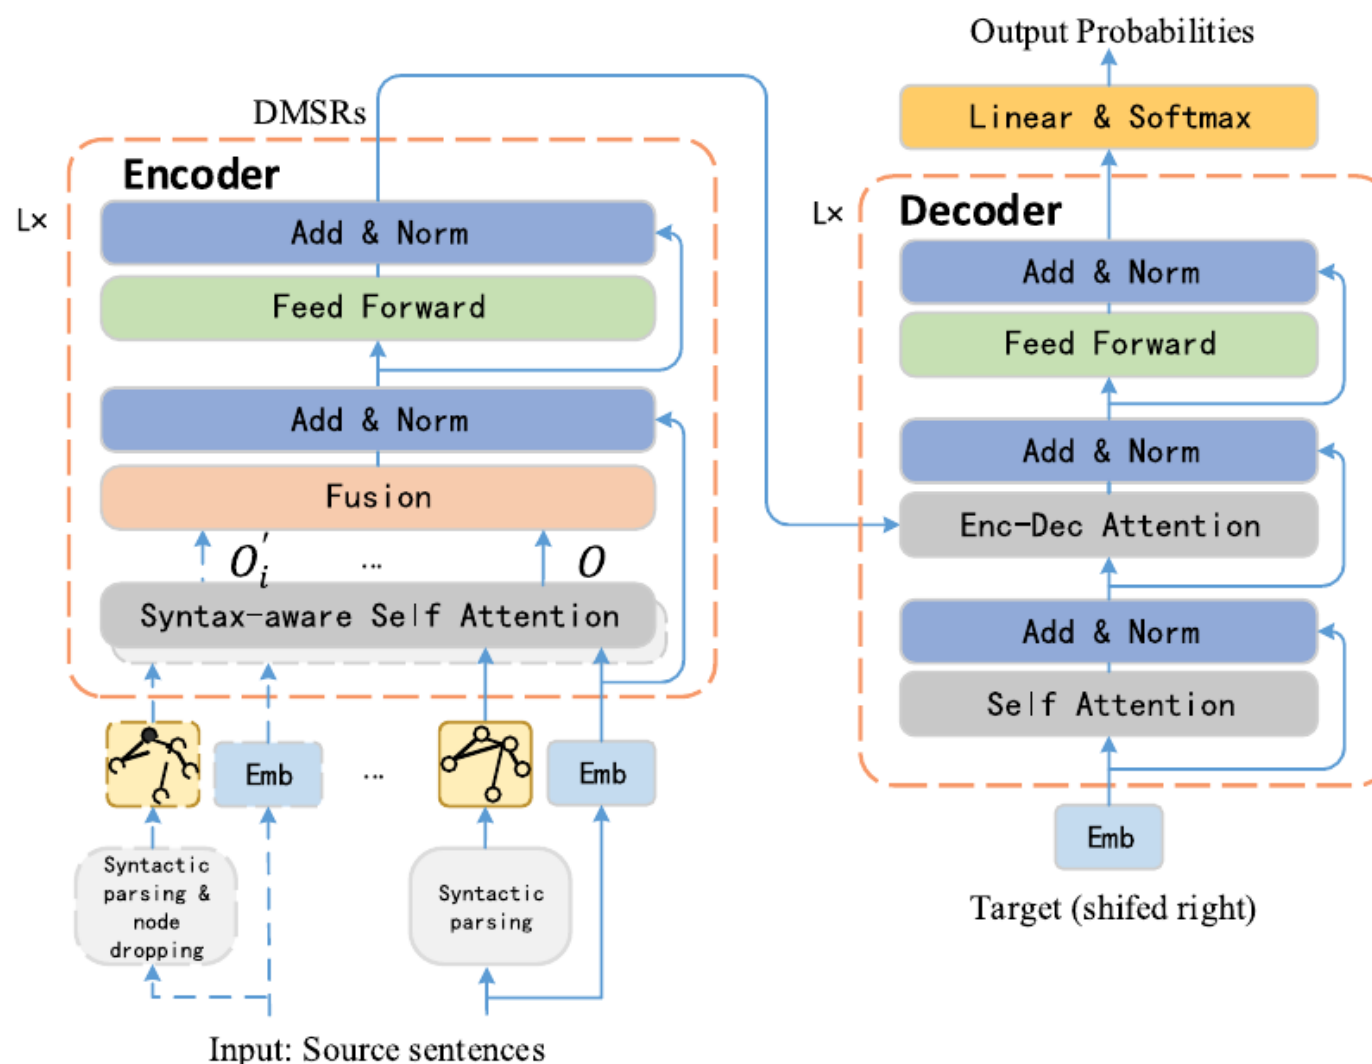 Output Probabilities
Linear & Softmax
DMSRs
Encoder
L×
Add & Norm
Feed Forward
Add & Norm
Fusion
O'i
...
O
Syntax-aware Self Attention
Emb
...
Emb
Syntactic
parsing &
node
dropping
Syntactic
parsing
Input: Source sentences
L×
Decoder
Add & Norm
Feed Forward
Add & Norm
Enc-Dec Attention
Add & Norm
Self Attention
Emb
Target (shifed right)